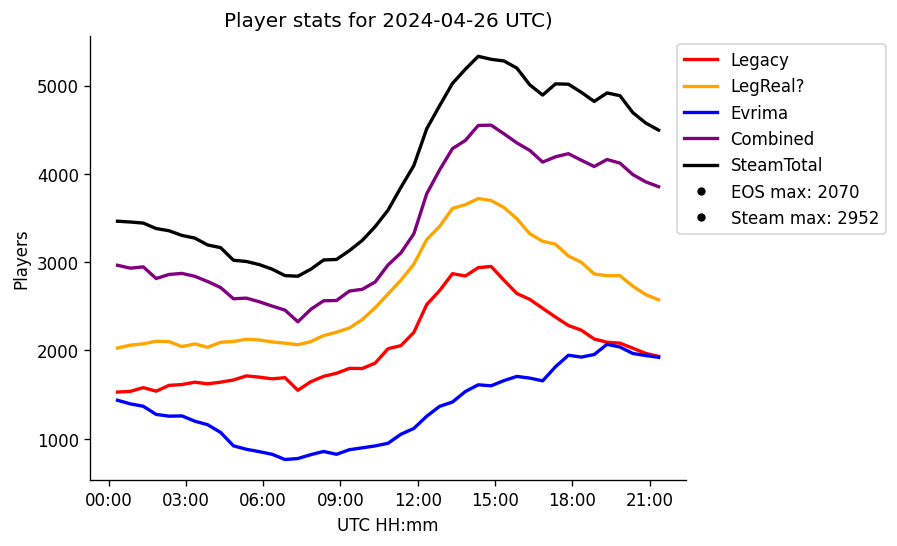 Player stats for 2024-04-26 UTC)
Legacy
LegReal?
Evrima
Combined
SteamTotal
EOS max: 2070
Steam max: 2952
Players
5000
4000
3000
2000
1000
00:00 03:00 06:00 09:00 12:00 15:00 18:00 21:00
UTC HH:mm